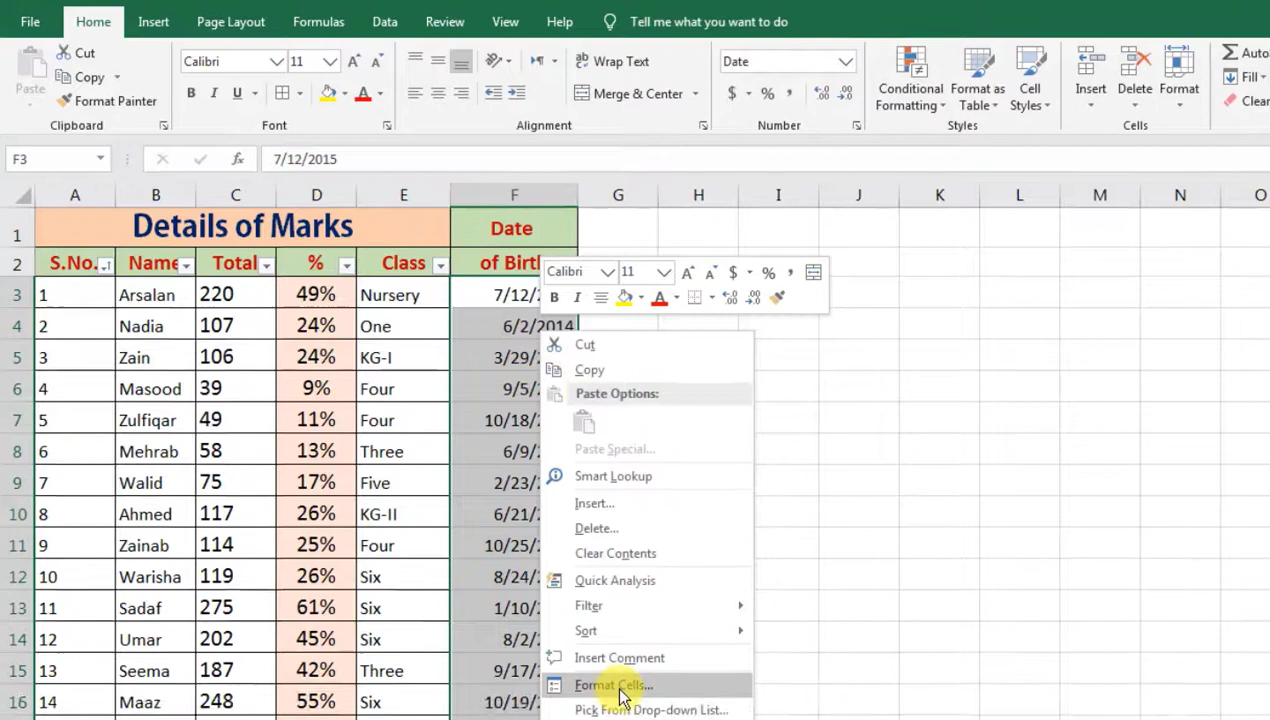 File Home Insert Page Layout Formulas Data Review View Help Tell me what you want to do
Paste
Cut
Copy
Format Painter
Clipboard
Calibri 11 A A
B I U A
Font
ab Wrap Text
Merge & Center
Alignment
Date
$ % , .00
Number
Conditional Formatting
Format as Table
Cell Styles
Styles
Insert Delete Format
Cells
Auto
Fill
Clear
F3 fx 7/12/2015
A B C D E F G H I J K L M N O
1 Details of Marks Date
2 S.No. Name Total % Class of Birth
3 1 Arsalan 220 49% Nursery 7/12/2
4 2 Nadia 107 24% One 6/2/2014
5 3 Zain 106 24% KG-I 3/29/
6 4 Masood 39 9% Four 9/5/2
7 5 Zulfiqar 49 11% Four 10/18/
8 6 Mehrab 58 13% Three 6/9/
9 7 Walid 75 17% Five 2/23/
10 8 Ahmed 117 26% KG-II 6/21/
11 9 Zainab 114 25% Four 10/25/
12 10 Warisha 119 26% Six 8/24/
13 11 Sadaf 275 61% Six 1/10/
14 12 Umar 202 45% Six 8/2/
15 13 Seema 187 42% Three 9/17/
16 14 Maaz 248 55% Six 10/19/
Calibri 11 A A $ % ,
B I A .00
Cut
Copy
Paste Options:
Paste Special...
Smart Lookup
Insert...
Delete...
Clear Contents
Quick Analysis
Filter
Sort
Insert Comment
Format Cells...
Pick From Drop-down List...